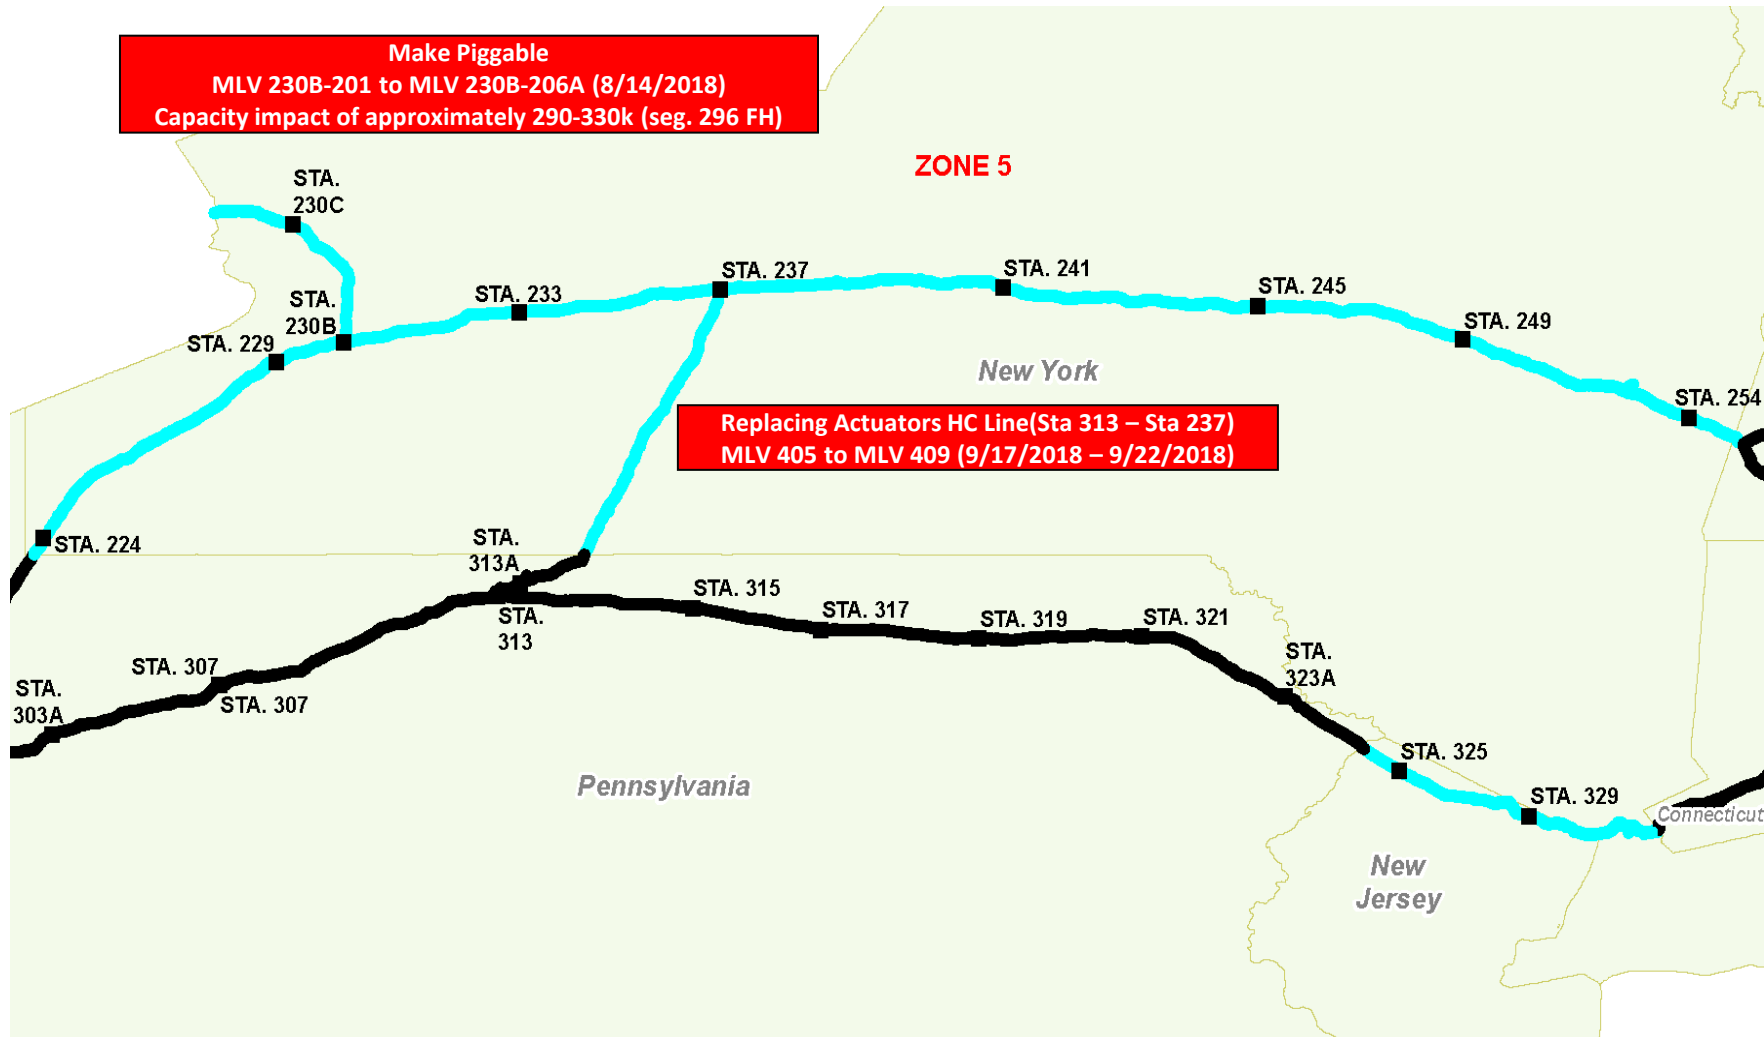 Make Piggable
MLV 230B-201 to MLV 230B-206A (8/14/2018)
Capacity impact of approximately 290-330k (seg. 296 FH)
ZONE 5
STA.
230C
STA. 237
STA. 241
STA. 245
STA. 233
STA.
230B
STA. 249
STA. 229
New York
STA. 254
Replacing Actuators HC Line(Sta 313 – Sta 237)
MLV 405 to MLV 409 (9/17/2018 – 9/22/2018)
STA. 224
STA.
313A
STA. 315
STA. 317
STA. 319
STA. 321
STA.
313
STA.
323A
STA. 307
STA. 307
STA.
303A
STA. 325
Pennsylvania
STA. 329
Connecticut
New
Jersey